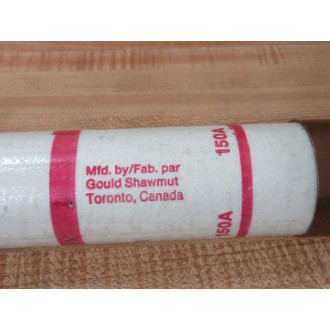 Mfd. by/Fab. par
Gould Shawmut
Toronto, Canada
150A
150A